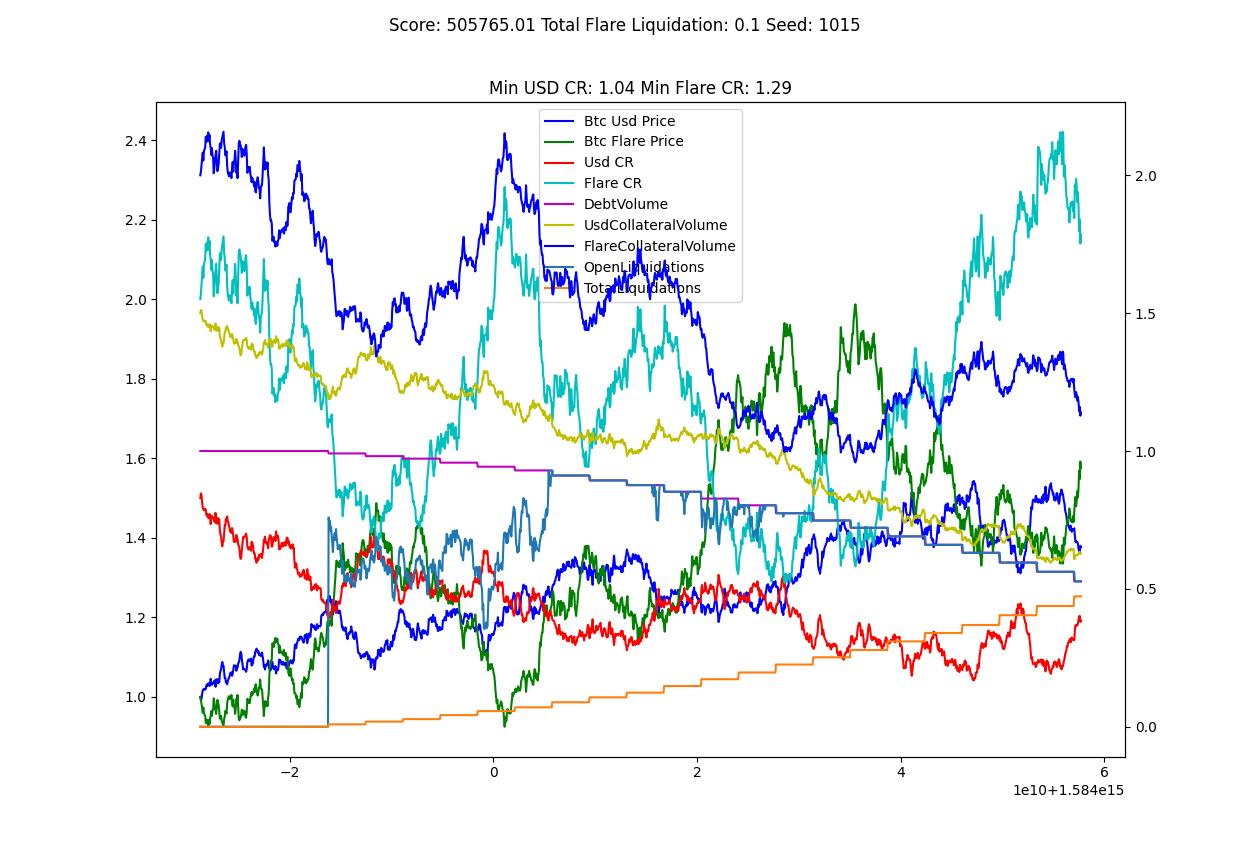 Score: 505765.01 Total Flare Liquidation: 0.1 Seed: 1015
Min USD CR: 1.04 Min Flare CR: 1.29
Btc Usd Price
Btc Flare Price
Usd CR
Flare CR
DebtVolume
UsdCollateralVolume
FlareCollateralVolume
OpenLiquidations
TotalLiquidations
2.4
2.2
2.0
1.8
1.6
1.4
1.2
1.0
2.0
1.5
1.0
0.5
0.0
−2 0 2 4 6
1e10+1.584e15